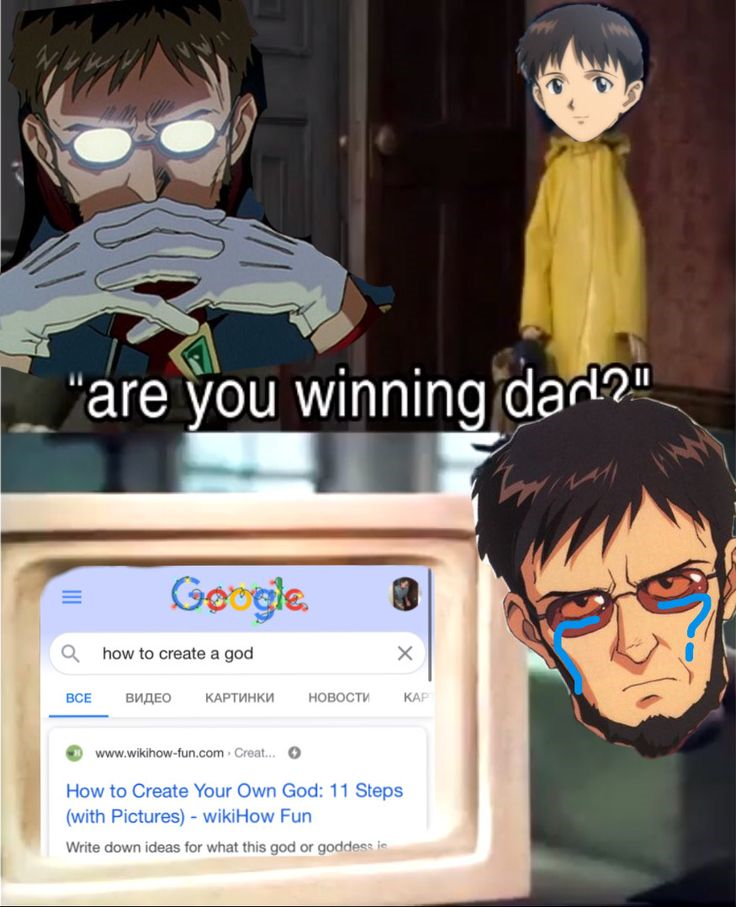 "are you winning dad?"
Google
how to create a god
ВСЕ ВИДЕО КАРТИНКИ НОВОСТИ КАР
www.wikihow-fun.com › Creat...
How to Create Your Own God: 11 Steps
(with Pictures) - wikiHow Fun
Write down ideas for what this god or goddess is